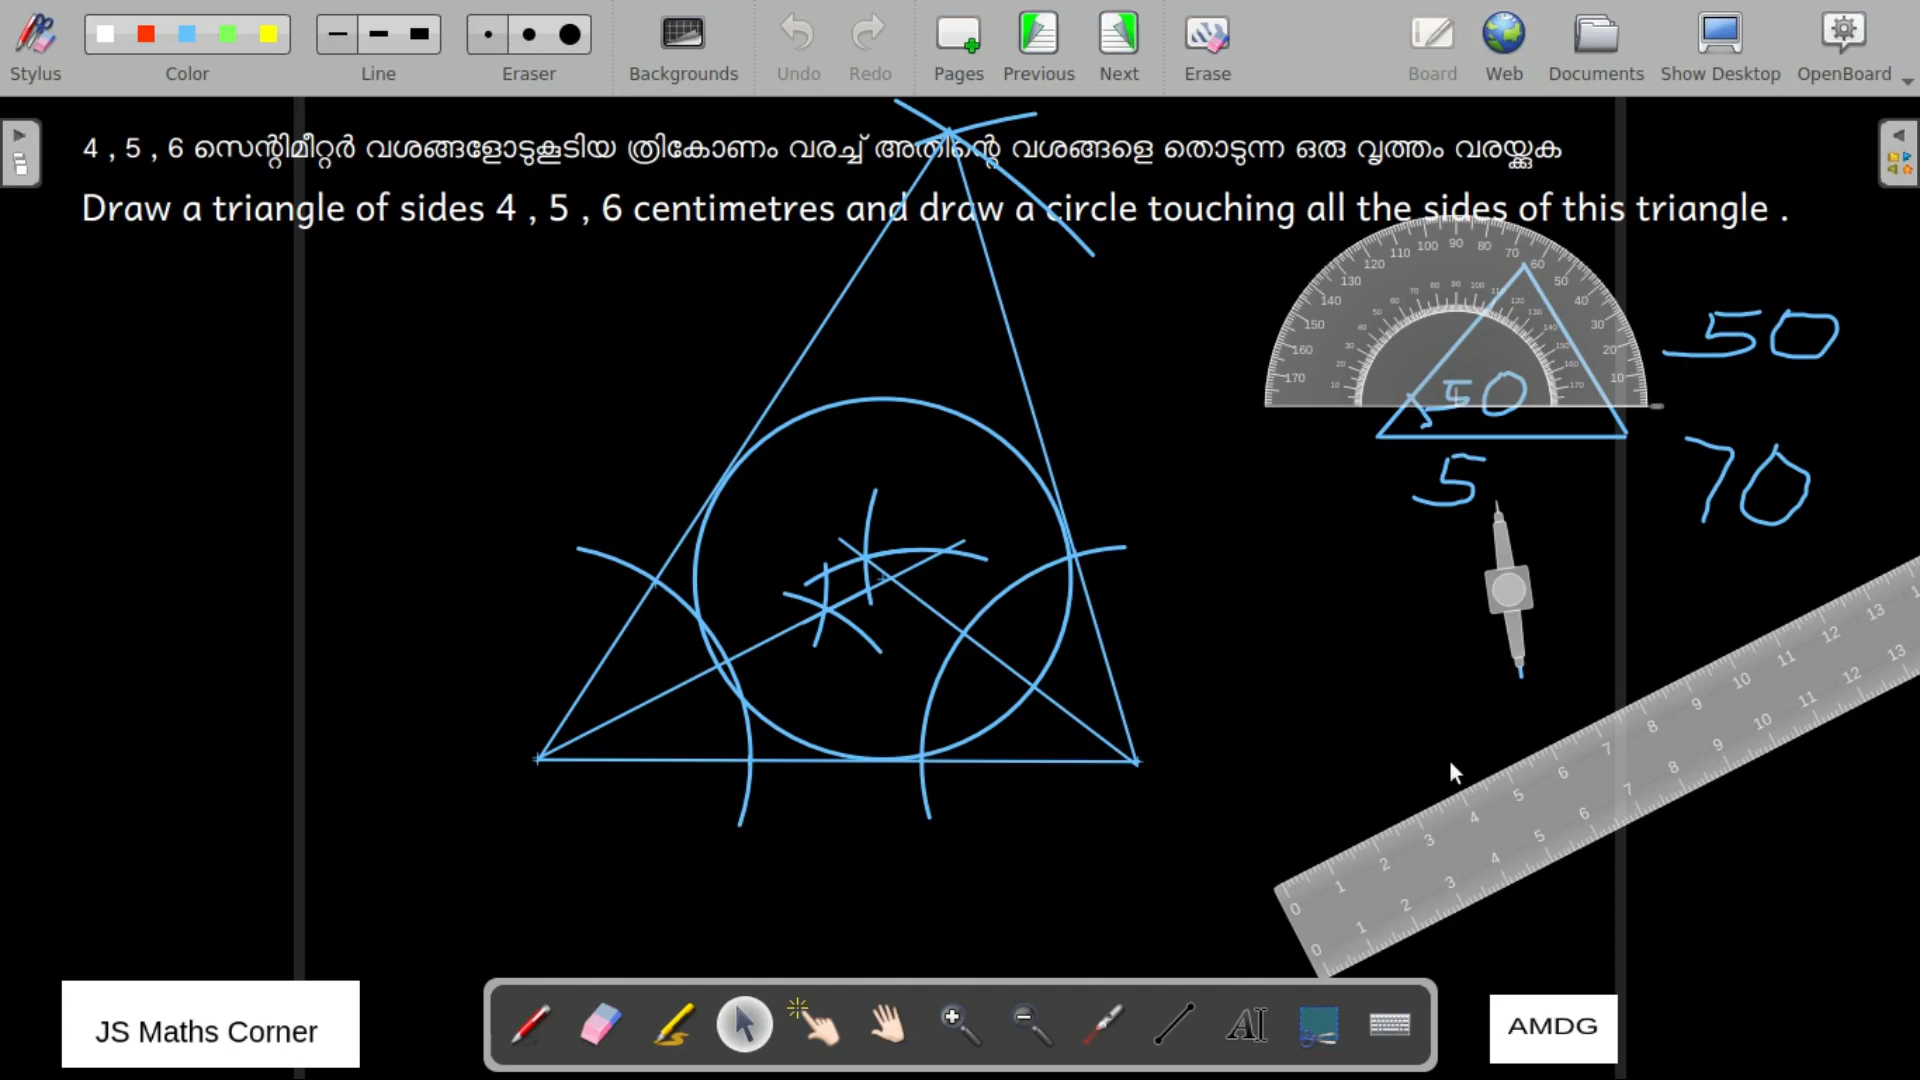 Stylus Color Line Eraser Backgrounds Undo Redo Pages Previous Next Erase Board Web Documents Show Desktop OpenBoard
4 , 5 , 6 സെന്റിമീറ്റർ വശങ്ങളോടുകൂടിയ ത്രികോണം വരച്ച് അതിന്റെ വശങ്ങളെ തൊടുന്ന ഒരു വൃത്തം വരയ്ക്കുക
Draw a triangle of sides 4 , 5 , 6 centimetres and draw a circle touching all the sides of this triangle .
50
50
5
70
JS Maths Corner
AMDG